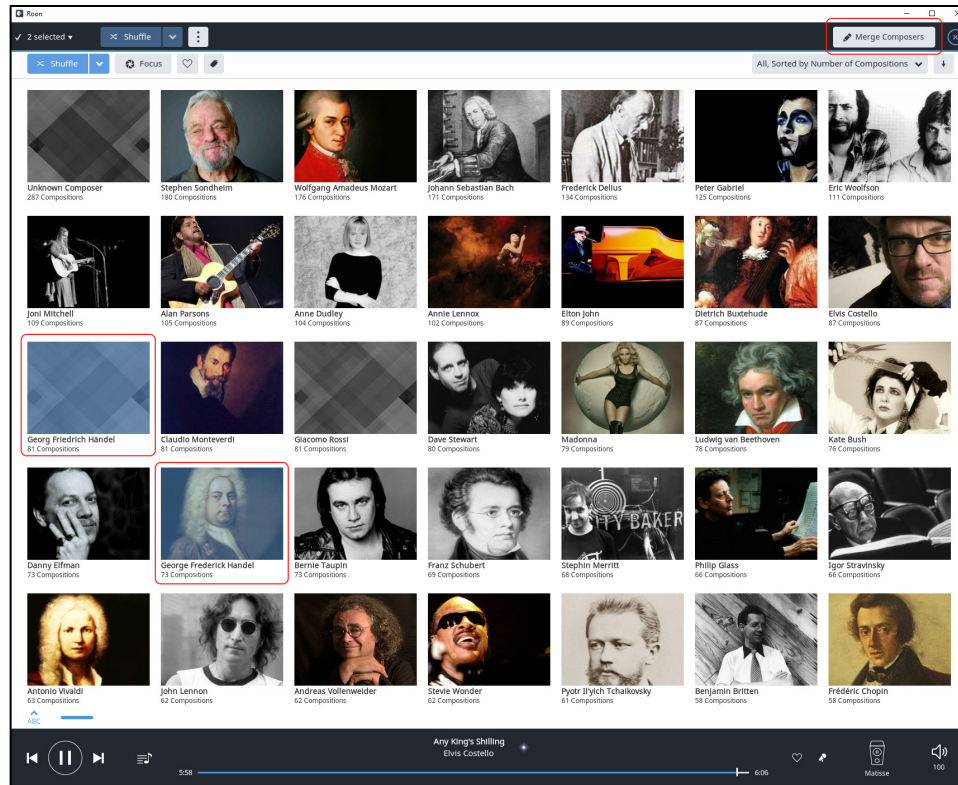 Roon
2 selected
Shuffle
Merge Composers
Shuffle
Focus
All, Sorted by Number of Compositions
Unknown Composer
287 Compositions
Stephen Sondheim
180 Compositions
Wolfgang Amadeus Mozart
176 Compositions
Johann Sebastian Bach
171 Compositions
Frederick Delius
134 Compositions
Peter Gabriel
125 Compositions
Eric Woolfson
111 Compositions
Joni Mitchell
109 Compositions
Alan Parsons
105 Compositions
Anne Dudley
104 Compositions
Annie Lennox
102 Compositions
Elton John
89 Compositions
Dietrich Buxtehude
87 Compositions
Elvis Costello
87 Compositions
Georg Friedrich Händel
81 Compositions
Claudio Monteverdi
81 Compositions
Giacomo Rossi
81 Compositions
Dave Stewart
80 Compositions
Madonna
79 Compositions
Ludwig van Beethoven
78 Compositions
Kate Bush
76 Compositions
Danny Elfman
73 Compositions
George Frederick Handel
73 Compositions
Bernie Taupin
73 Compositions
Franz Schubert
69 Compositions
TY BAKER
Stephin Merritt
68 Compositions
Philip Glass
66 Compositions
Igor Stravinsky
66 Compositions
Antonio Vivaldi
63 Compositions
John Lennon
62 Compositions
Andreas Vollenweider
62 Compositions
Stevie Wonder
62 Compositions
Pyotr Il'yich Tchaikovsky
61 Compositions
Benjamin Britten
58 Compositions
Frédéric Chopin
58 Compositions
ABC
Any King's Shilling
Elvis Costello
5:58
6:06
Matisse
100